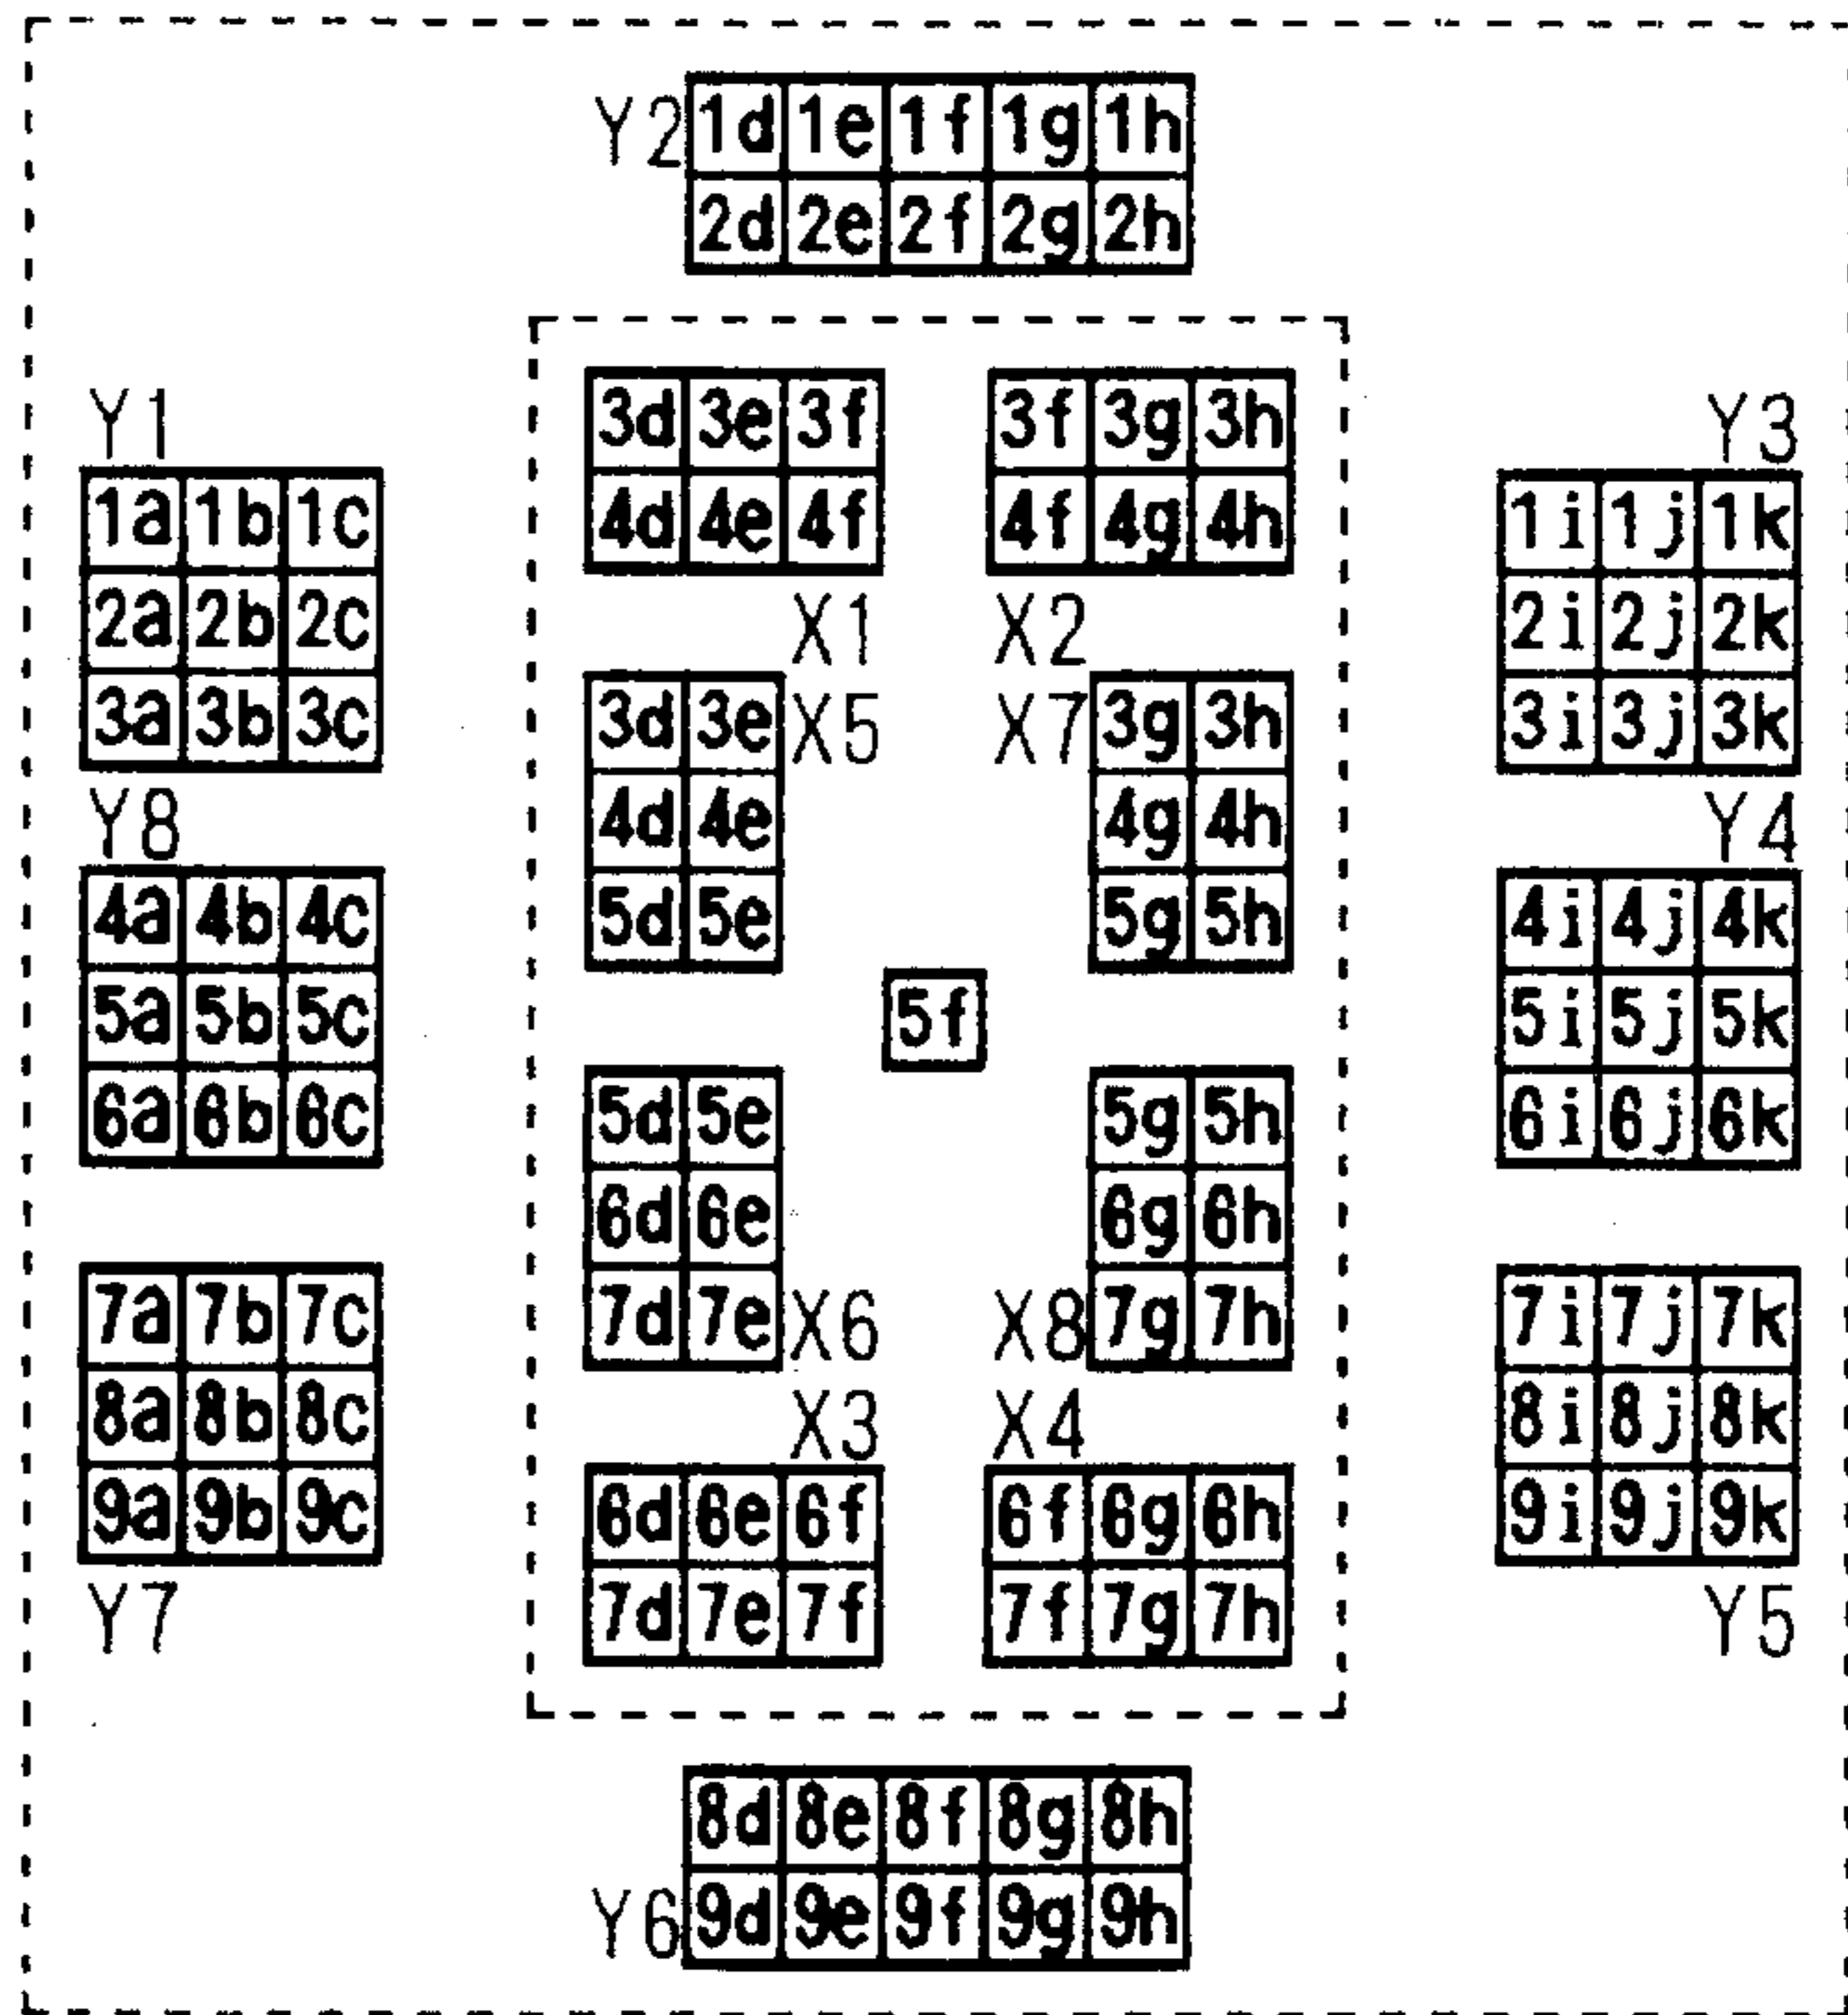 Y2 1d 1e 1f 1g 1h
2d 2e 2f 2g 2h
Y1
1a 1b 1c
2a 2b 2c
3a 3b 3c
Y8
4a 4b 4c
5a 5b 5c
6a 6b 6c
7a 7b 7c
8a 8b 8c
9a 9b 9c
Y7
3d 3e 3f
4d 4e 4f
X1
3f 3g 3h
4f 4g 4h
X2
3d 3e X5
4d 4e
5d 5e
X7 3g 3h
4g 4h
5g 5h
5f
5d 5e
6d 6e
7d 7e X6
5g 5h
6g 6h
X8 7g 7h
X3
6d 6e 6f
7d 7e 7f
X4
6f 6g 6h
7f 7g 7h
Y3
1i 1j 1k
2i 2j 2k
3i 3j 3k
Y4
4i 4j 4k
5i 5j 5k
6i 6j 6k
7i 7j 7k
8i 8j 8k
9i 9j 9k
Y5
8d 8e 8f 8g 8h
Y6 9d 9e 9f 9g 9h